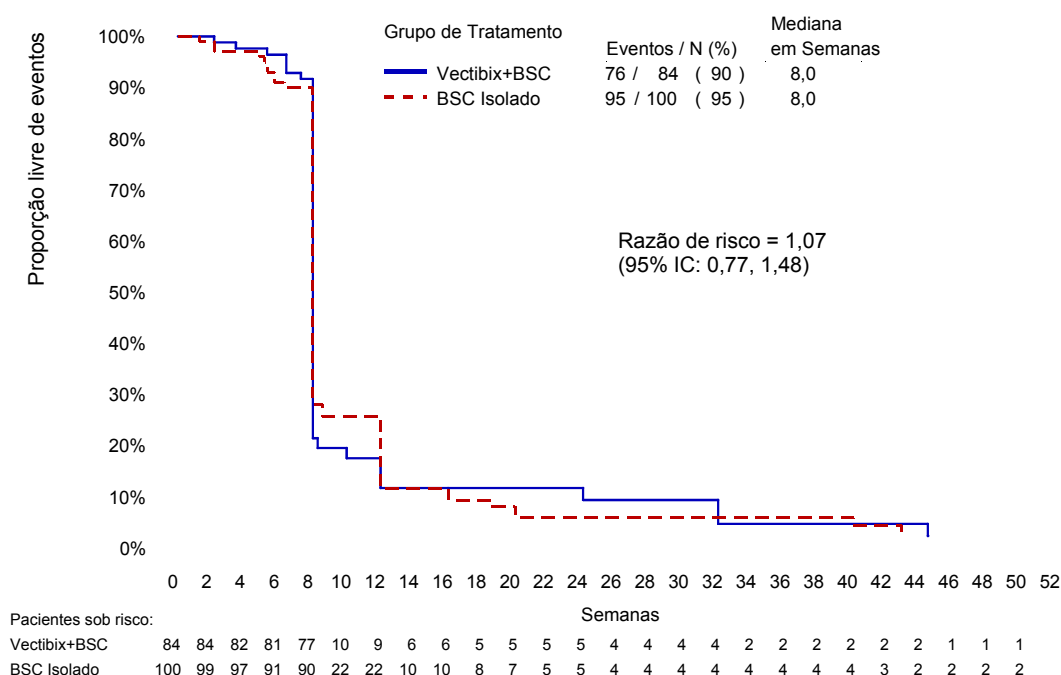 Proporção livre de eventos
100%
90%
80%
70%
60%
50%
40%
30%
20%
10%
0%
Grupo de Tratamento Eventos / N (%) Mediana em Semanas
Vectibix+BSC 76 / 84 ( 90 ) 8,0
BSC Isolado 95 / 100 ( 95 ) 8,0
Razão de risco = 1,07
(95% IC: 0,77, 1,48)
0 2 4 6 8 10 12 14 16 18 20 22 24 26 28 30 32 34 36 38 40 42 44 46 48 50 52
Semanas
Pacientes sob risco:
Vectibix+BSC 84 84 82 81 77 10 9 6 6 5 5 5 5 4 4 4 4 2 2 2 2 2 2 1 1 1
BSC Isolado 100 99 97 91 90 22 22 10 10 8 7 5 5 4 4 4 4 4 4 4 4 3 2 2 2 2